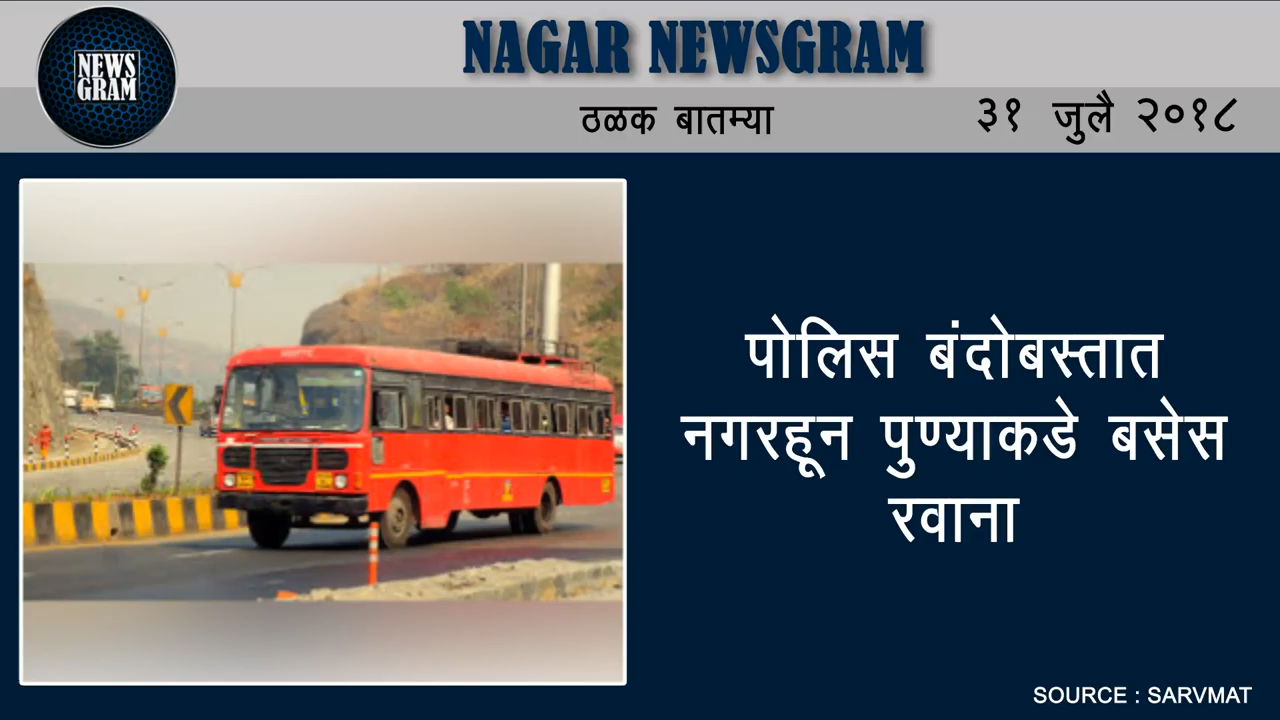 NEWS
GRAM
NAGAR NEWSGRAM
ठळक बातम्या
३१ जुलै २०१८
पोलिस बंदोबस्तात
नगरहून पुण्याकडे बसेस
रवाना
SOURCE : SARVMAT